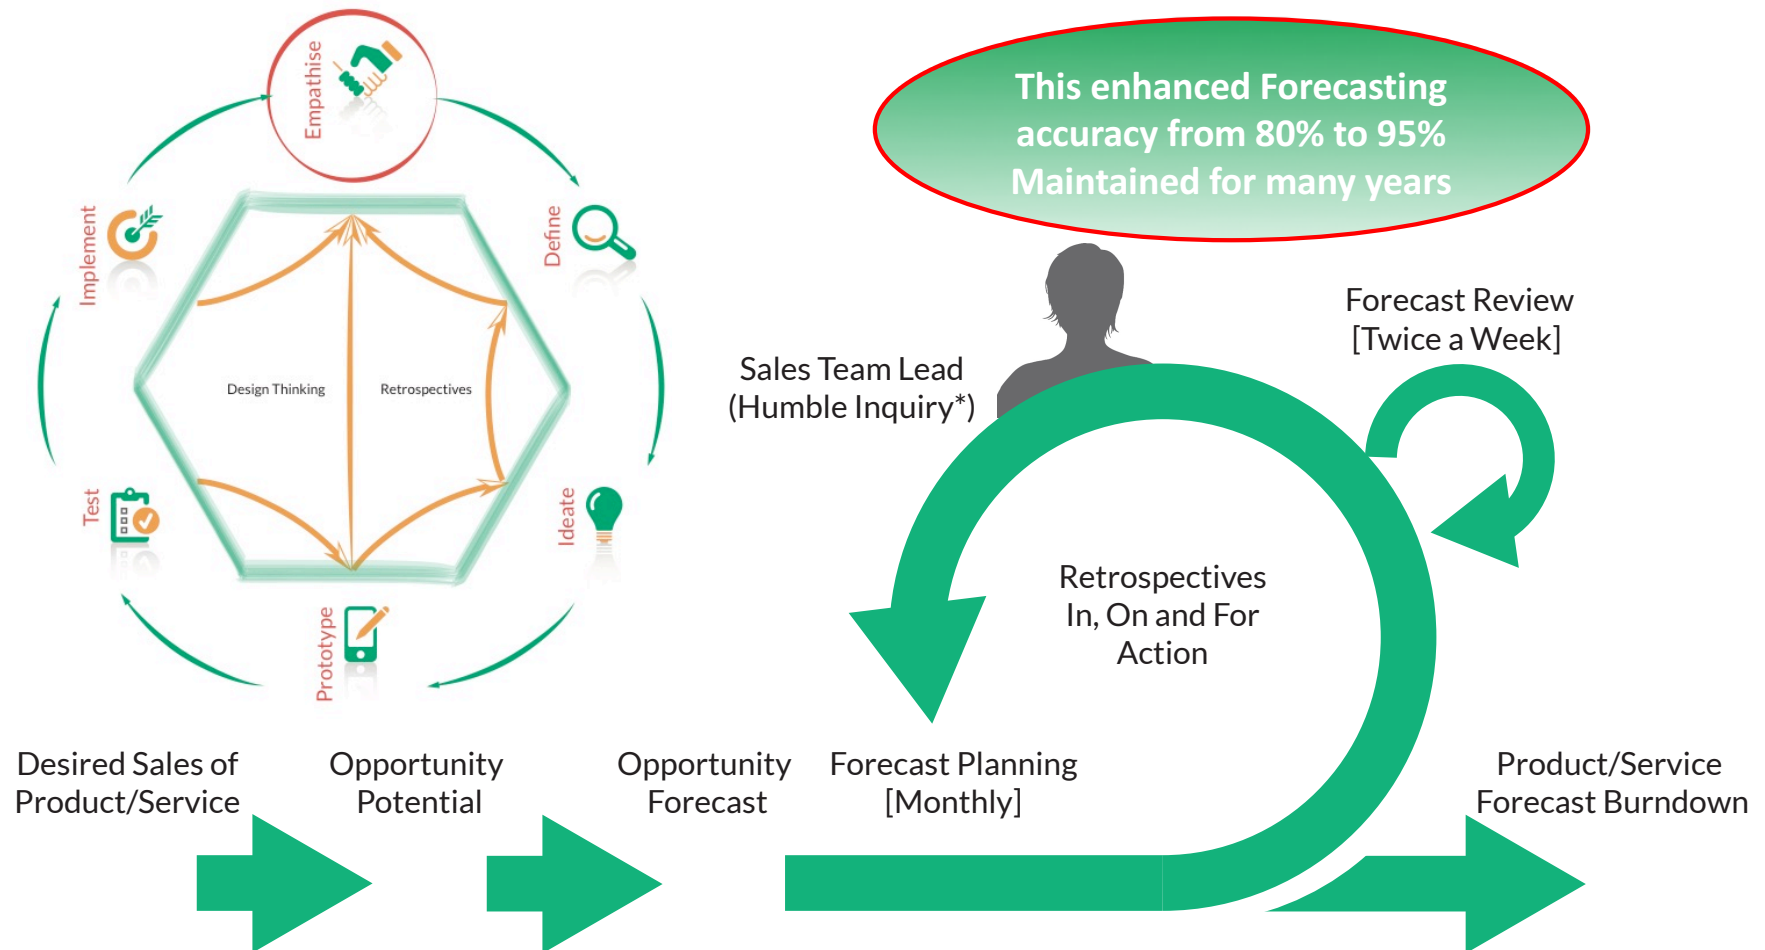 Empathise
Define
Ideate
Prototype
Test
Implement
Design Thinking
Retrospectives
This enhanced Forecasting
accuracy from 80% to 95%
Maintained for many years
Sales Team Lead
(Humble Inquiry*)
Forecast Review
[Twice a Week]
Retrospectives
In, On and For
Action
Desired Sales of
Product/Service
Opportunity
Potential
Opportunity
Forecast
Forecast Planning
[Monthly]
Product/Service
Forecast Burndown